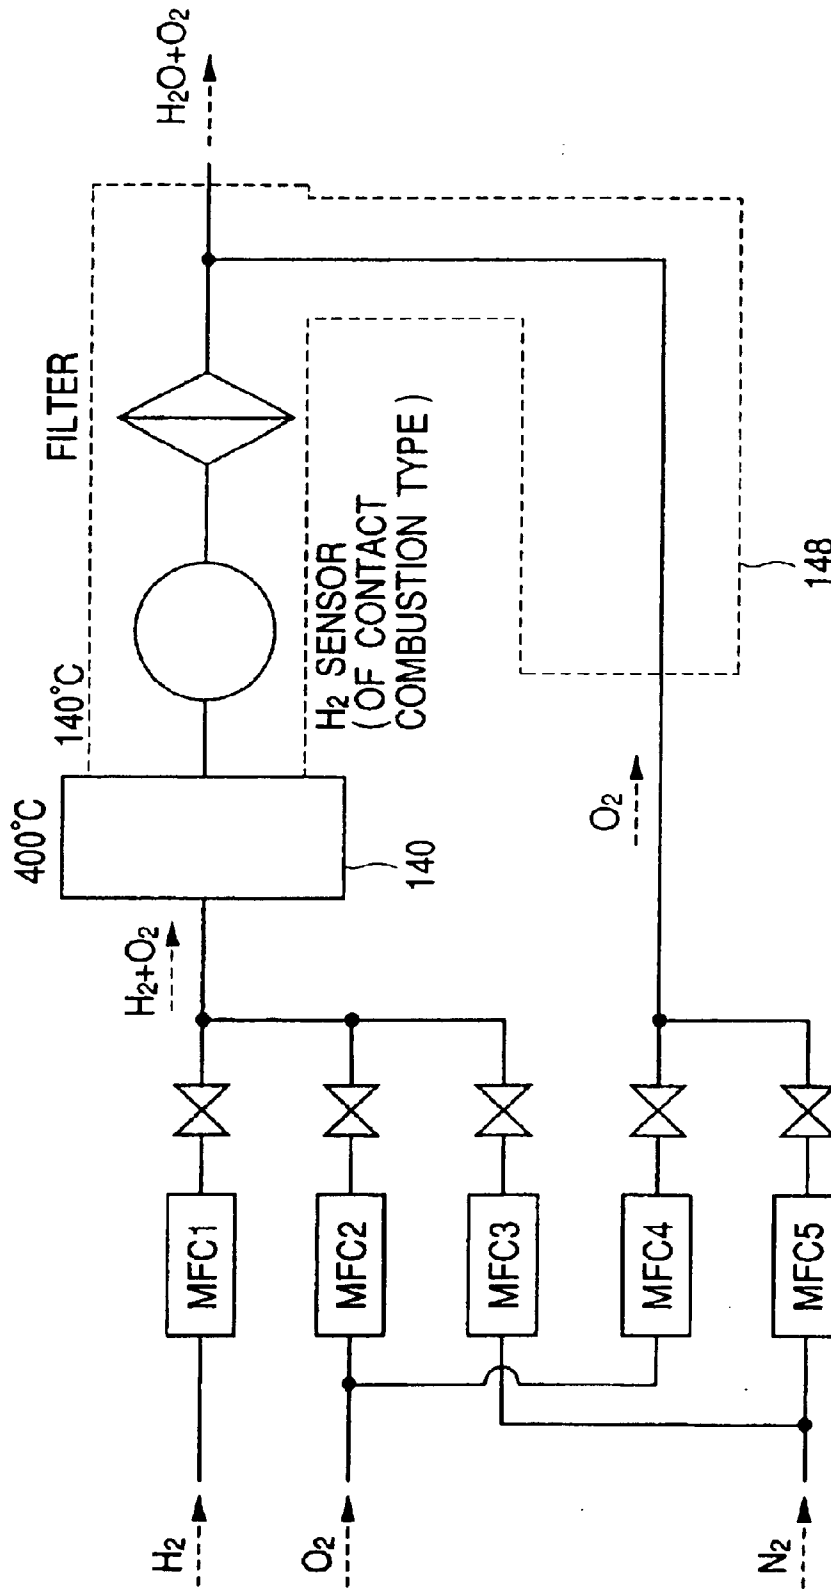 H2O+O2
FILTER
140°C
H2 SENSOR
(OF CONTACT
COMBUSTION TYPE)
400°C
140
148
H2+O2
O2
MFC1
MFC2
MFC3
MFC4
MFC5
H2
O2
N2